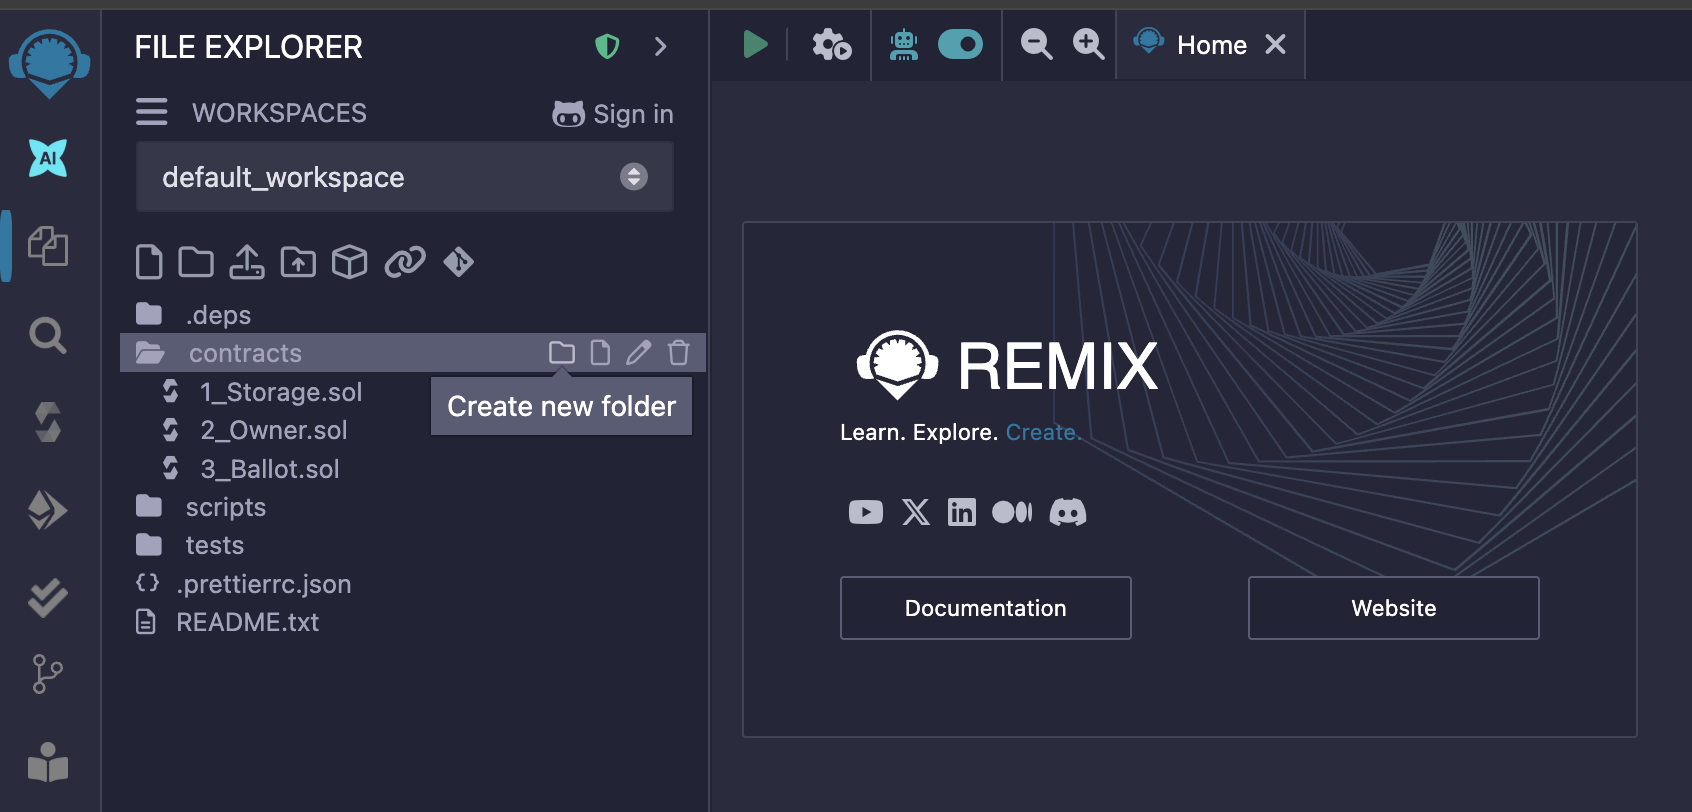 FILE EXPLORER
WORKSPACES
Sign in
default_workspace
.deps
contracts
1_Storage.sol
Create new folder
2_Owner.sol
3_Ballot.sol
scripts
tests
.prettierrc.json
README.txt
AI
Home
REMIX
Learn. Explore. Create.
Documentation
Website